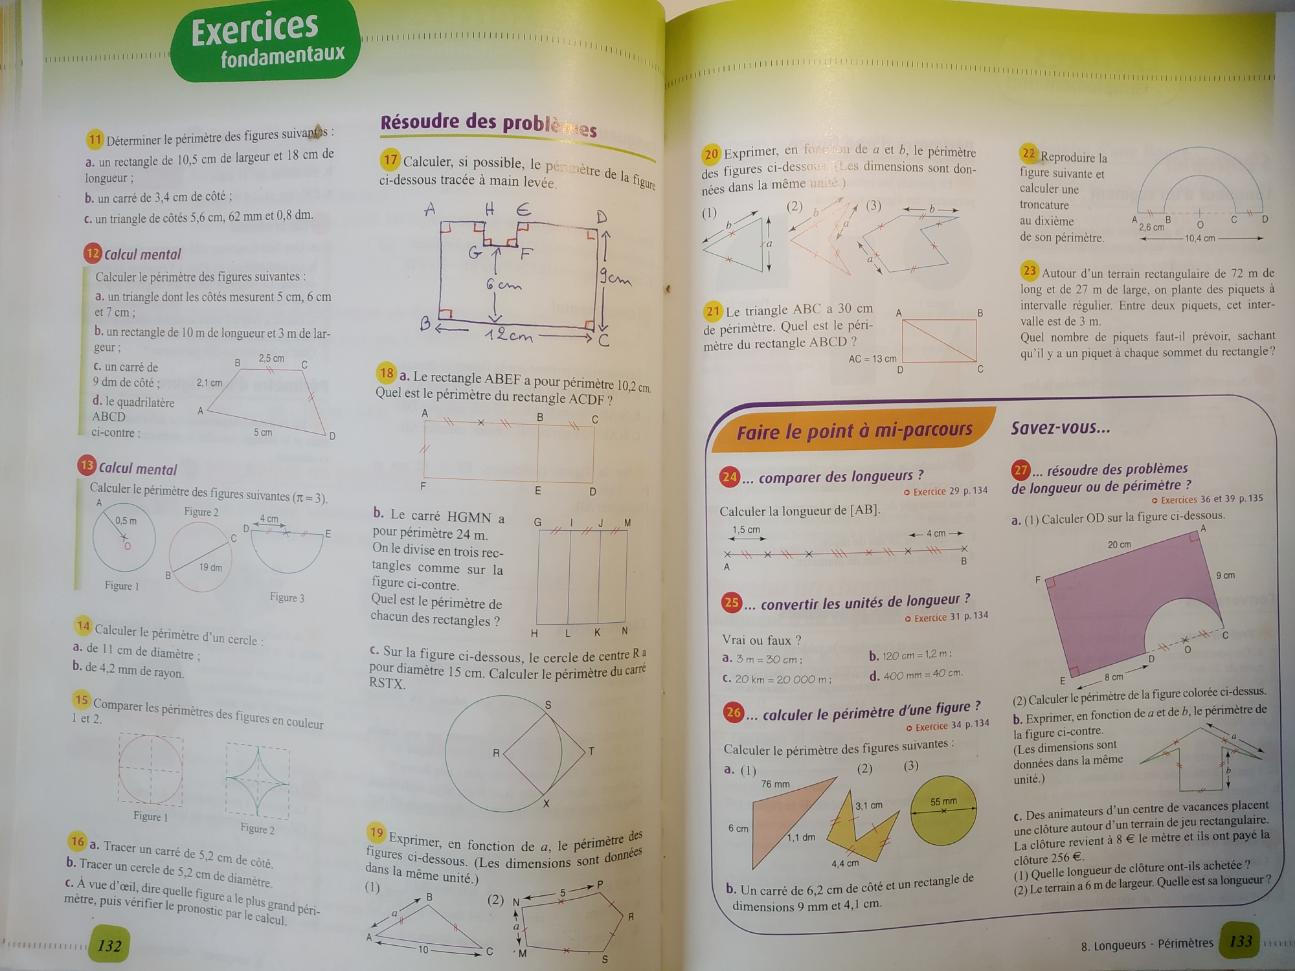 Exercices
fondamentaux
11 Déterminer le périmètre des figures suivantes :
a. un rectangle de 10,5 cm de largeur et 18 cm de
longueur ;
b. un carré de 3,4 cm de côté ;
c. un triangle de côtés 5,6 cm, 62 mm et 0,8 dm.
12 Calcul mental
Calculer le périmètre des figures suivantes :
a. un triangle dont les côtés mesurent 5 cm, 6 cm
et 7 cm ;
b. un rectangle de 10 m de longueur et 3 m de lar-
geur ;
c. un carré de
9 dm de côté ;
d. le quadrilatère
ABCD
ci-contre :
B 2,5 cm C
2,1 cm
A
5 cm D
13 Calcul mental
Calculer le périmètre des figures suivantes (π = 3).
A
0,5 m
O
Figure 1
Figure 2
C
B 19 dm
4 cm
D E
Figure 3
14 Calculer le périmètre d'un cercle :
a. de 11 cm de diamètre ;
b. de 4,2 mm de rayon.
15 Comparer les périmètres des figures en couleur
1 et 2.
Figure 1
Figure 2
16 a. Tracer un carré de 5,2 cm de côté.
b. Tracer un cercle de 5,2 cm de diamètre.
c. À vue d'œil, dire quelle figure a le plus grand péri-
mètre, puis vérifier le pronostic par le calcul.
132
Résoudre des problèmes
17 Calculer, si possible, le périmètre de la figure
ci-dessous tracée à main levée.
A H E D
G F
6 cm
9 cm
B 12 cm C
18 a. Le rectangle ABEF a pour périmètre 10,2 cm.
Quel est le périmètre du rectangle ACDF ?
A B C
F E D
b. Le carré HGMN a
pour périmètre 24 m.
On le divise en trois rec-
tangles comme sur la
figure ci-contre.
Quel est le périmètre de
chacun des rectangles ?
G I J M
H L K N
c. Sur la figure ci-dessous, le cercle de centre R a
pour diamètre 15 cm. Calculer le périmètre du carré
RSTX.
S
R T
X
19 Exprimer, en fonction de a, le périmètre des
figures ci-dessous. (Les dimensions sont données
dans la même unité.)
(1)
B
a
A 10 C
(2)
N 5 P
a R
M S
20 Exprimer, en fonction de a et b, le périmètre
des figures ci-dessous. (Les dimensions sont don-
nées dans la même unité.)
(1) b a
(2) b a
(3) b a
21 Le triangle ABC a 30 cm
de périmètre. Quel est le péri-
mètre du rectangle ABCD ?
A B
AC = 13 cm
D C
22 Reproduire la
figure suivante et
calculer une
troncature
au dixième
de son périmètre.
A B O C D
2,6 cm
10,4 cm
23 Autour d'un terrain rectangulaire de 72 m de
long et de 27 m de large, on plante des piquets à
intervalle régulier. Entre deux piquets, cet inter-
valle est de 3 m.
Quel nombre de piquets faut-il prévoir, sachant
qu'il y a un piquet à chaque sommet du rectangle ?
Faire le point à mi-parcours
Savez-vous...
24 ... comparer des longueurs ?
Exercice 29 p. 134
Calculer la longueur de [AB].
1,5 cm 4 cm
A B
25 ... convertir les unités de longueur ?
Exercice 31 p. 134
Vrai ou faux ?
a. 3 m = 30 cm ; b. 120 cm = 1,2 m ;
c. 20 km = 20 000 m ; d. 400 mm = 40 cm.
26 ... calculer le périmètre d'une figure ?
Exercice 34 p. 134
Calculer le périmètre des figures suivantes :
a. (1) (2) (3)
76 mm
6 cm
1,1 dm
3,1 cm
4,4 cm
55 mm
b. Un carré de 6,2 cm de côté et un rectangle de
dimensions 9 mm et 4,1 cm.
27 ... résoudre des problèmes
de longueur ou de périmètre ?
Exercices 36 et 39 p. 135
a. (1) Calculer OD sur la figure ci-dessous.
20 cm A
F
9 cm
C
O
D
E 8 cm
(2) Calculer le périmètre de la figure colorée ci-dessus.
b. Exprimer, en fonction de a et de b, le périmètre de
la figure ci-contre.
(Les dimensions sont
données dans la même
unité.)
a
b
c. Des animateurs d'un centre de vacances placent
une clôture autour d'un terrain de jeu rectangulaire.
La clôture revient à 8 € le mètre et ils ont payé la
clôture 256 €.
(1) Quelle longueur de clôture ont-ils achetée ?
(2) Le terrain a 6 m de largeur. Quelle est sa longueur ?
8. Longueurs - Périmètres 133